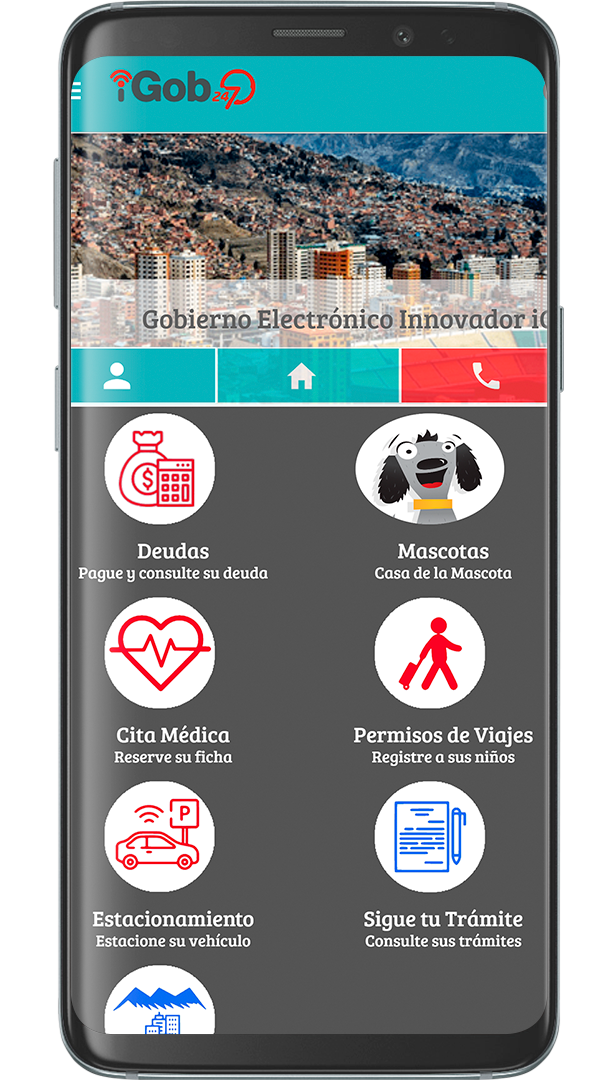 iGob 24/7
Gobierno Electrónico Innovador iG
Deudas
Pague y consulte su deuda
Mascotas
Casa de la Mascota
Cita Médica
Reserve su ficha
Permisos de Viajes
Registre a sus niños
P
Estacionamiento
Estacione su vehículo
Sigue tu Trámite
Consulte sus trámites